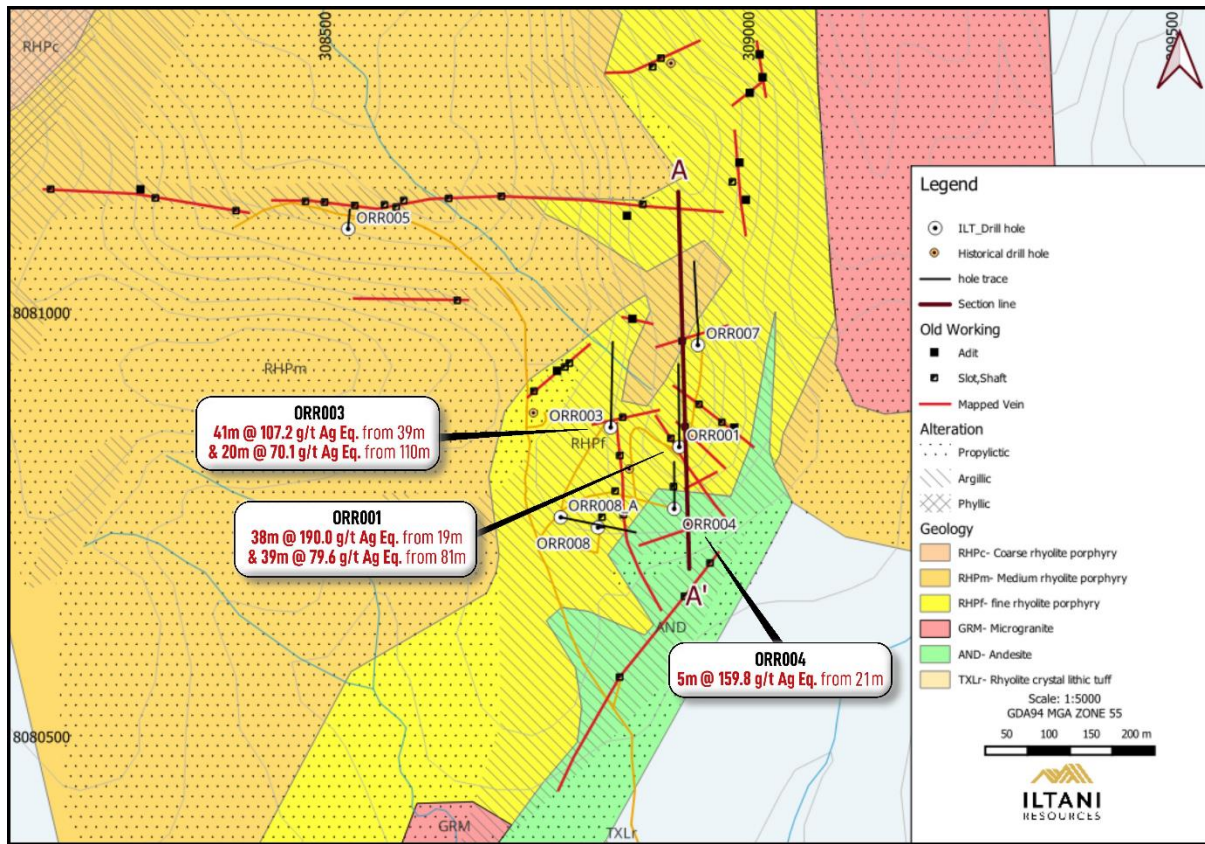 308500
309000
309500
RHPc
A
ORR005
8081000
ORR007
RHPm
ORR003
41m @ 107.2 g/t Ag Eq. from 39m
& 20m @ 70.1 g/t Ag Eq. from 110m
ORR003
RHPf
ORR001
ORR001
38m @ 190.0 g/t Ag Eq. from 19m
& 39m @ 79.6 g/t Ag Eq. from 81m
ORR008_A
ORR008
ORR004
A'
AND
ORR004
5m @ 159.8 g/t Ag Eq. from 21m
8080500
GRM
TXLr
Legend
ILT_Drill hole
Historical drill hole
hole trace
Section line
Old Working
Adit
Slot,Shaft
Mapped Vein
Alteration
Propylictic
Argillic
Phyllic
Geology
RHPc- Coarse rhyolite porphyry
RHPm- Medium rhyolite porphyry
RHPf- fine rhyolite porphyry
GRM- Microgranite
AND- Andesite
TXLr- Rhyolite crystal lithic tuff
Scale: 1:5000
GDA94 MGA ZONE 55
50 100 150 200 m
ILTANI
RESOURCES